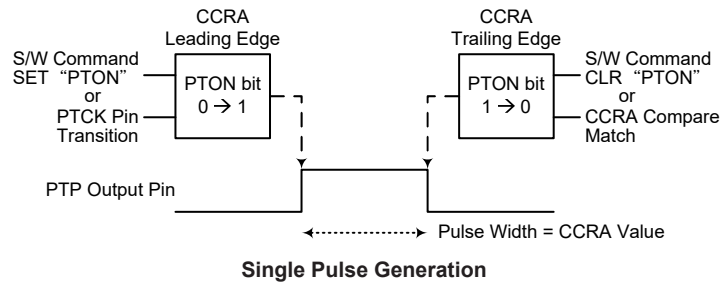 CCRA
Leading Edge
S/W Command
SET “PTON”
or
PTCK Pin
Transition
PTON bit
0 → 1
CCRA
Trailing Edge
PTON bit
1 → 0
S/W Command
CLR “PTON”
or
CCRA Compare
Match
PTP Output Pin
Pulse Width = CCRA Value
Single Pulse Generation